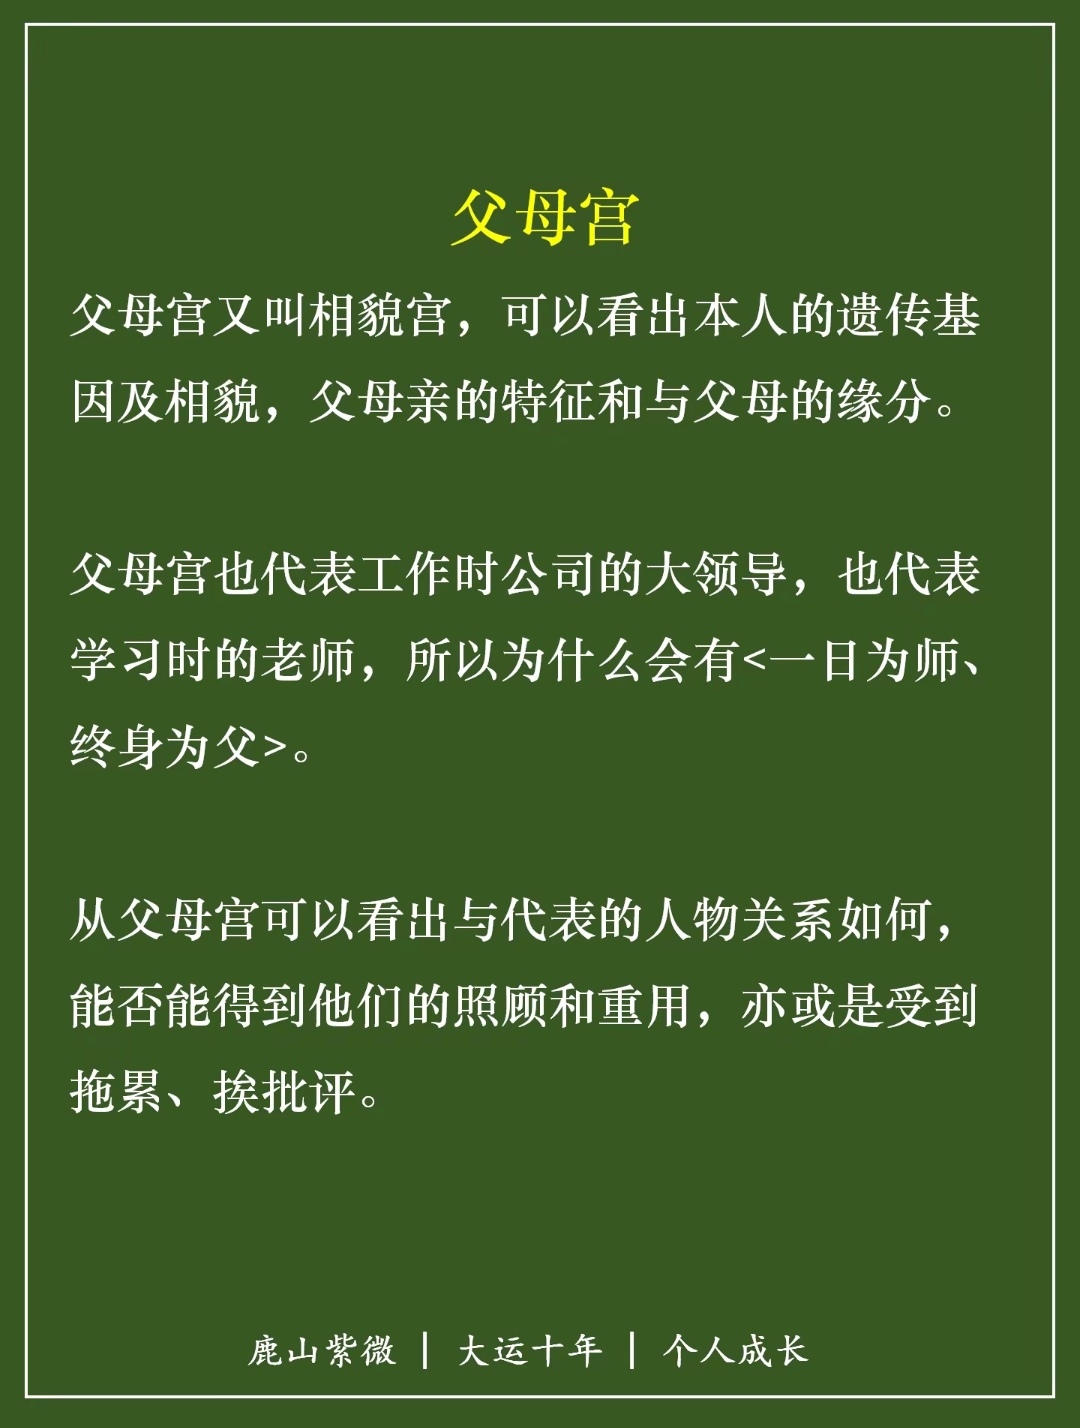 父母宫
父母宫又叫相貌宫，可以看出本人的遗传基
因及相貌，父母亲的特征和与父母的缘分。
父母宫也代表工作时公司的大领导，也代表
学习时的老师，所以为什么会有<一日为师、
终身为父>。
从父母宫可以看出与代表的人物关系如何，
能否能得到他们的照顾和重用，亦或是受到
拖累、挨批评。
鹿山紫微 | 大运十年 | 个人成长